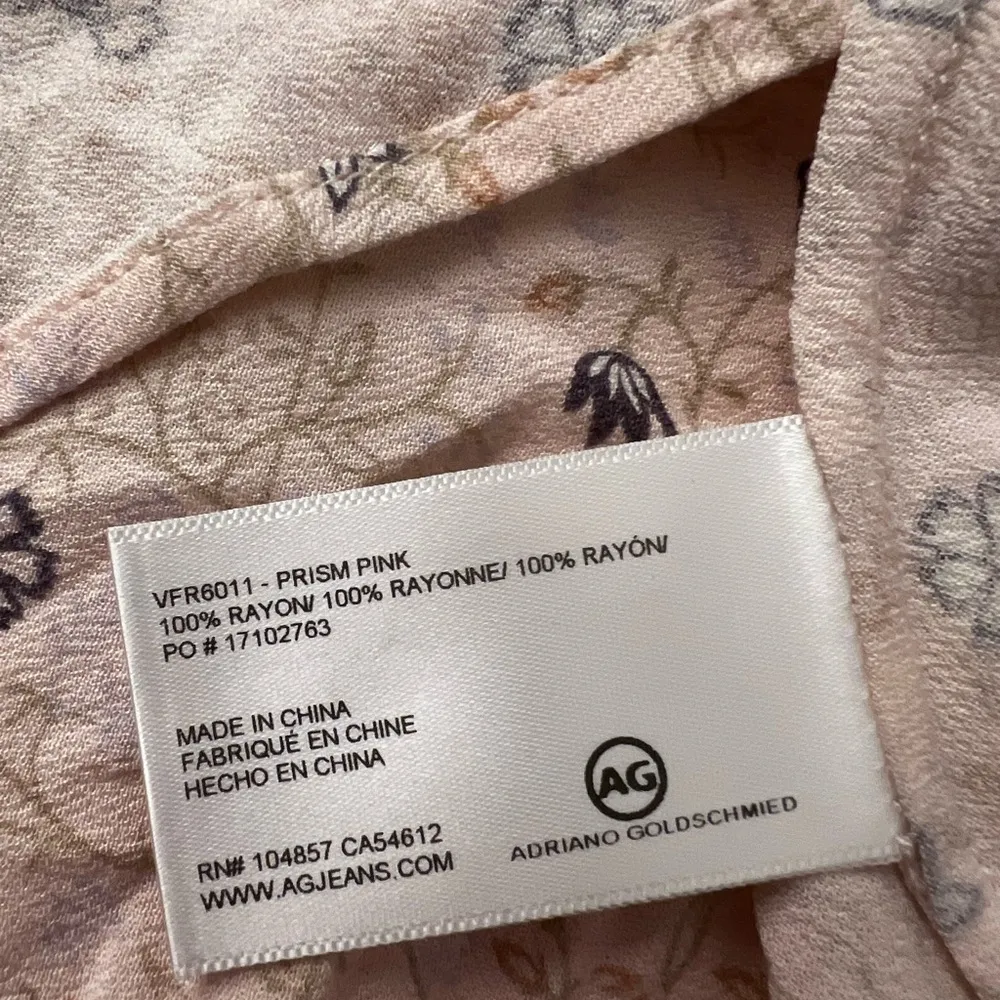 VFR6011 - PRISM PINK
100% RAYON/ 100% RAYONNE/ 100% RAYÓN/
PO # 17102763
MADE IN CHINA
FABRIQUÉ EN CHINE
HECHO EN CHINA
RN# 104857 CA54612
WWW.AGJEANS.COM
AG
ADRIANO GOLDSCHMIED